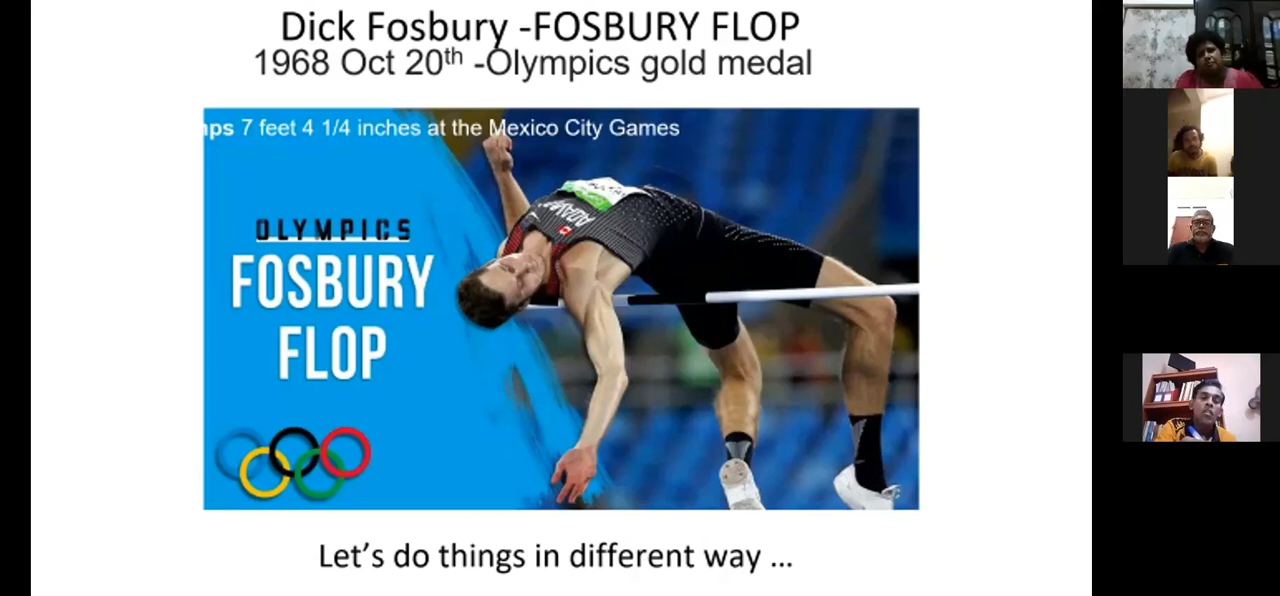 Dick Fosbury -FOSBURY FLOP
1968 Oct 20th -Olympics gold medal
7 feet 4 1/4 inches at the Mexico City Games
OLYMPICS
FOSBURY
FLOP
Let's do things in different way ...